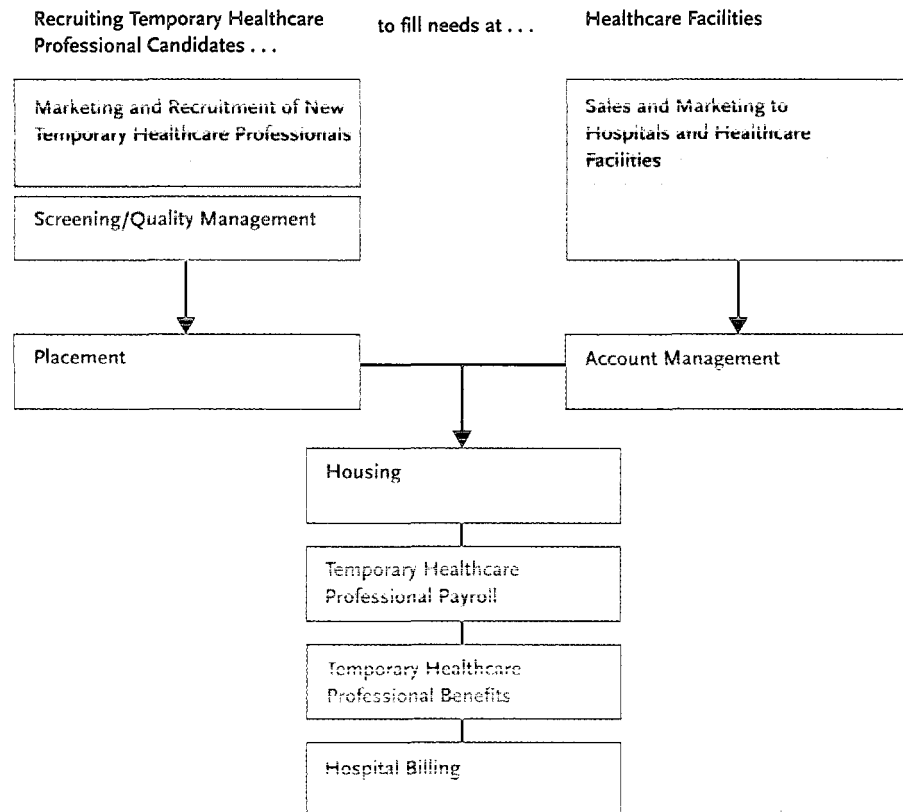 Recruiting Temporary Healthcare
Professional Candidates . . .
to fill needs at . . .
Healthcare Facilities
Marketing and Recruitment of New
Temporary Healthcare Professionals
Screening/Quality Management
Sales and Marketing to
Hospitals and Healthcare
Facilities
Placement
Account Management
Housing
Temporary Healthcare
Professional Payroll
Temporary Healthcare
Professional Benefits
Hospital Billing